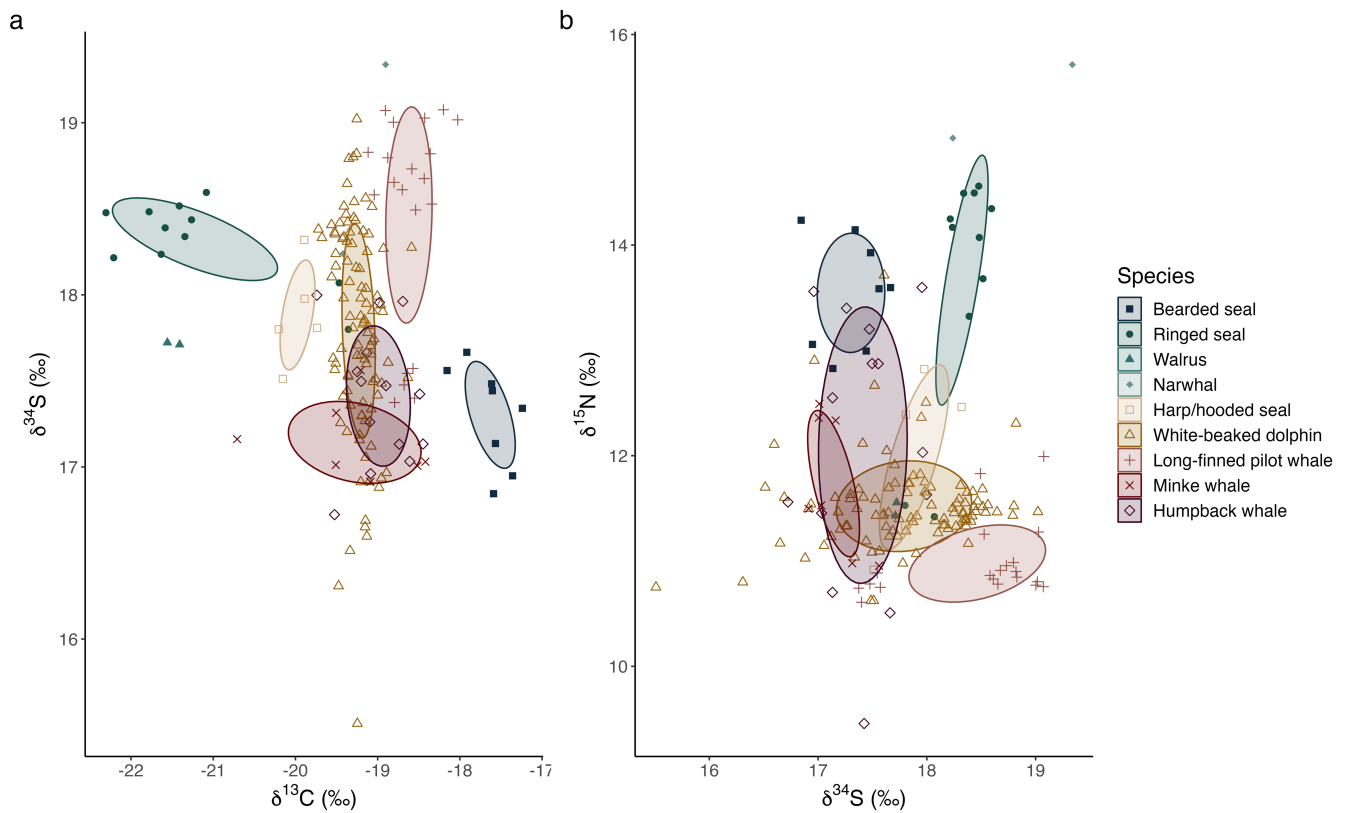 a
19
18
17
16
δ34S (‰)
-22 -21 -20 -19 -18 -17
δ13C (‰)
b
16
14
12
10
δ15N (‰)
16 17 18 19
δ34S (‰)
Species
Bearded seal
Ringed seal
Walrus
Narwhal
Harp/hooded seal
White-beaked dolphin
Long-finned pilot whale
Minke whale
Humpback whale